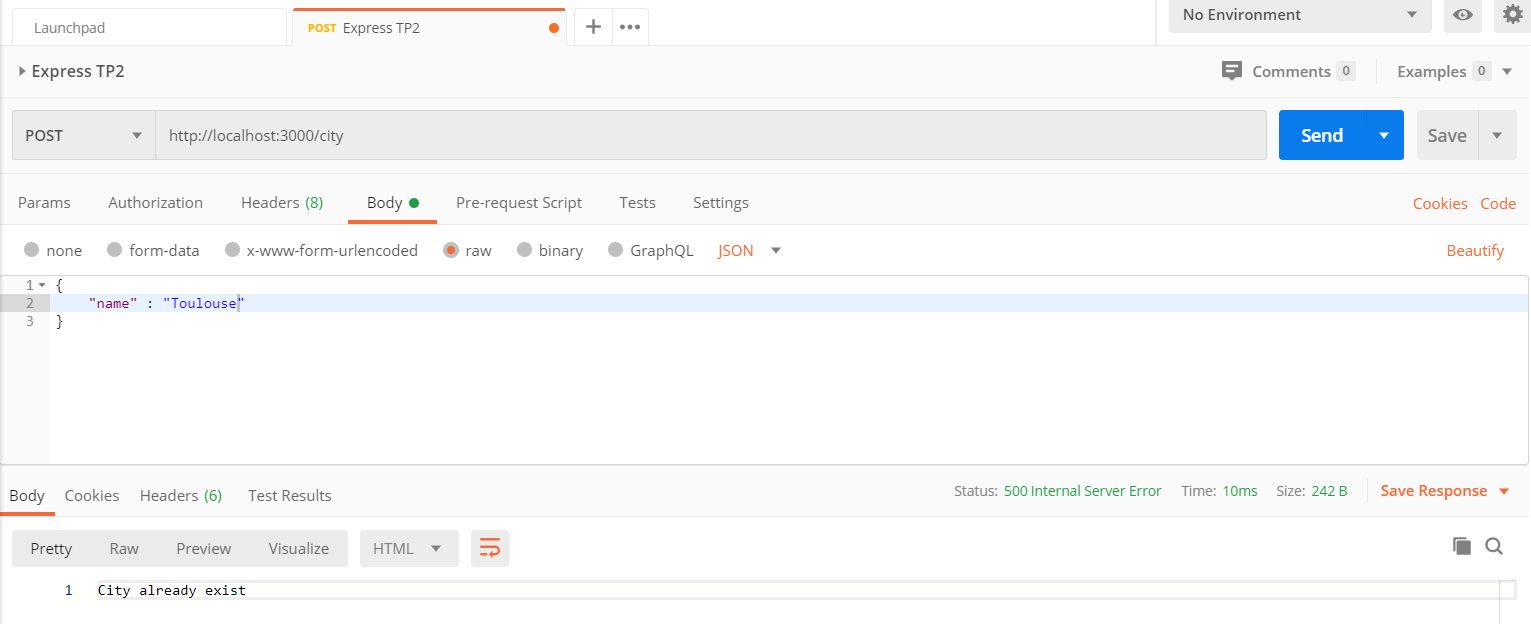 Launchpad
POST Express TP2
No Environment
Express TP2
Comments 0
Examples 0
POST
http://localhost:3000/city
Send
Save
Params Authorization Headers (8) Body Pre-request Script Tests Settings Cookies Code
none form-data x-www-form-urlencoded raw binary GraphQL JSON Beautify
1 {
2 "name" : "Toulouse"
3 }
Body Cookies Headers (6) Test Results Status: 500 Internal Server Error Time: 10ms Size: 242 B Save Response
Pretty Raw Preview Visualize HTML
1 City already exist